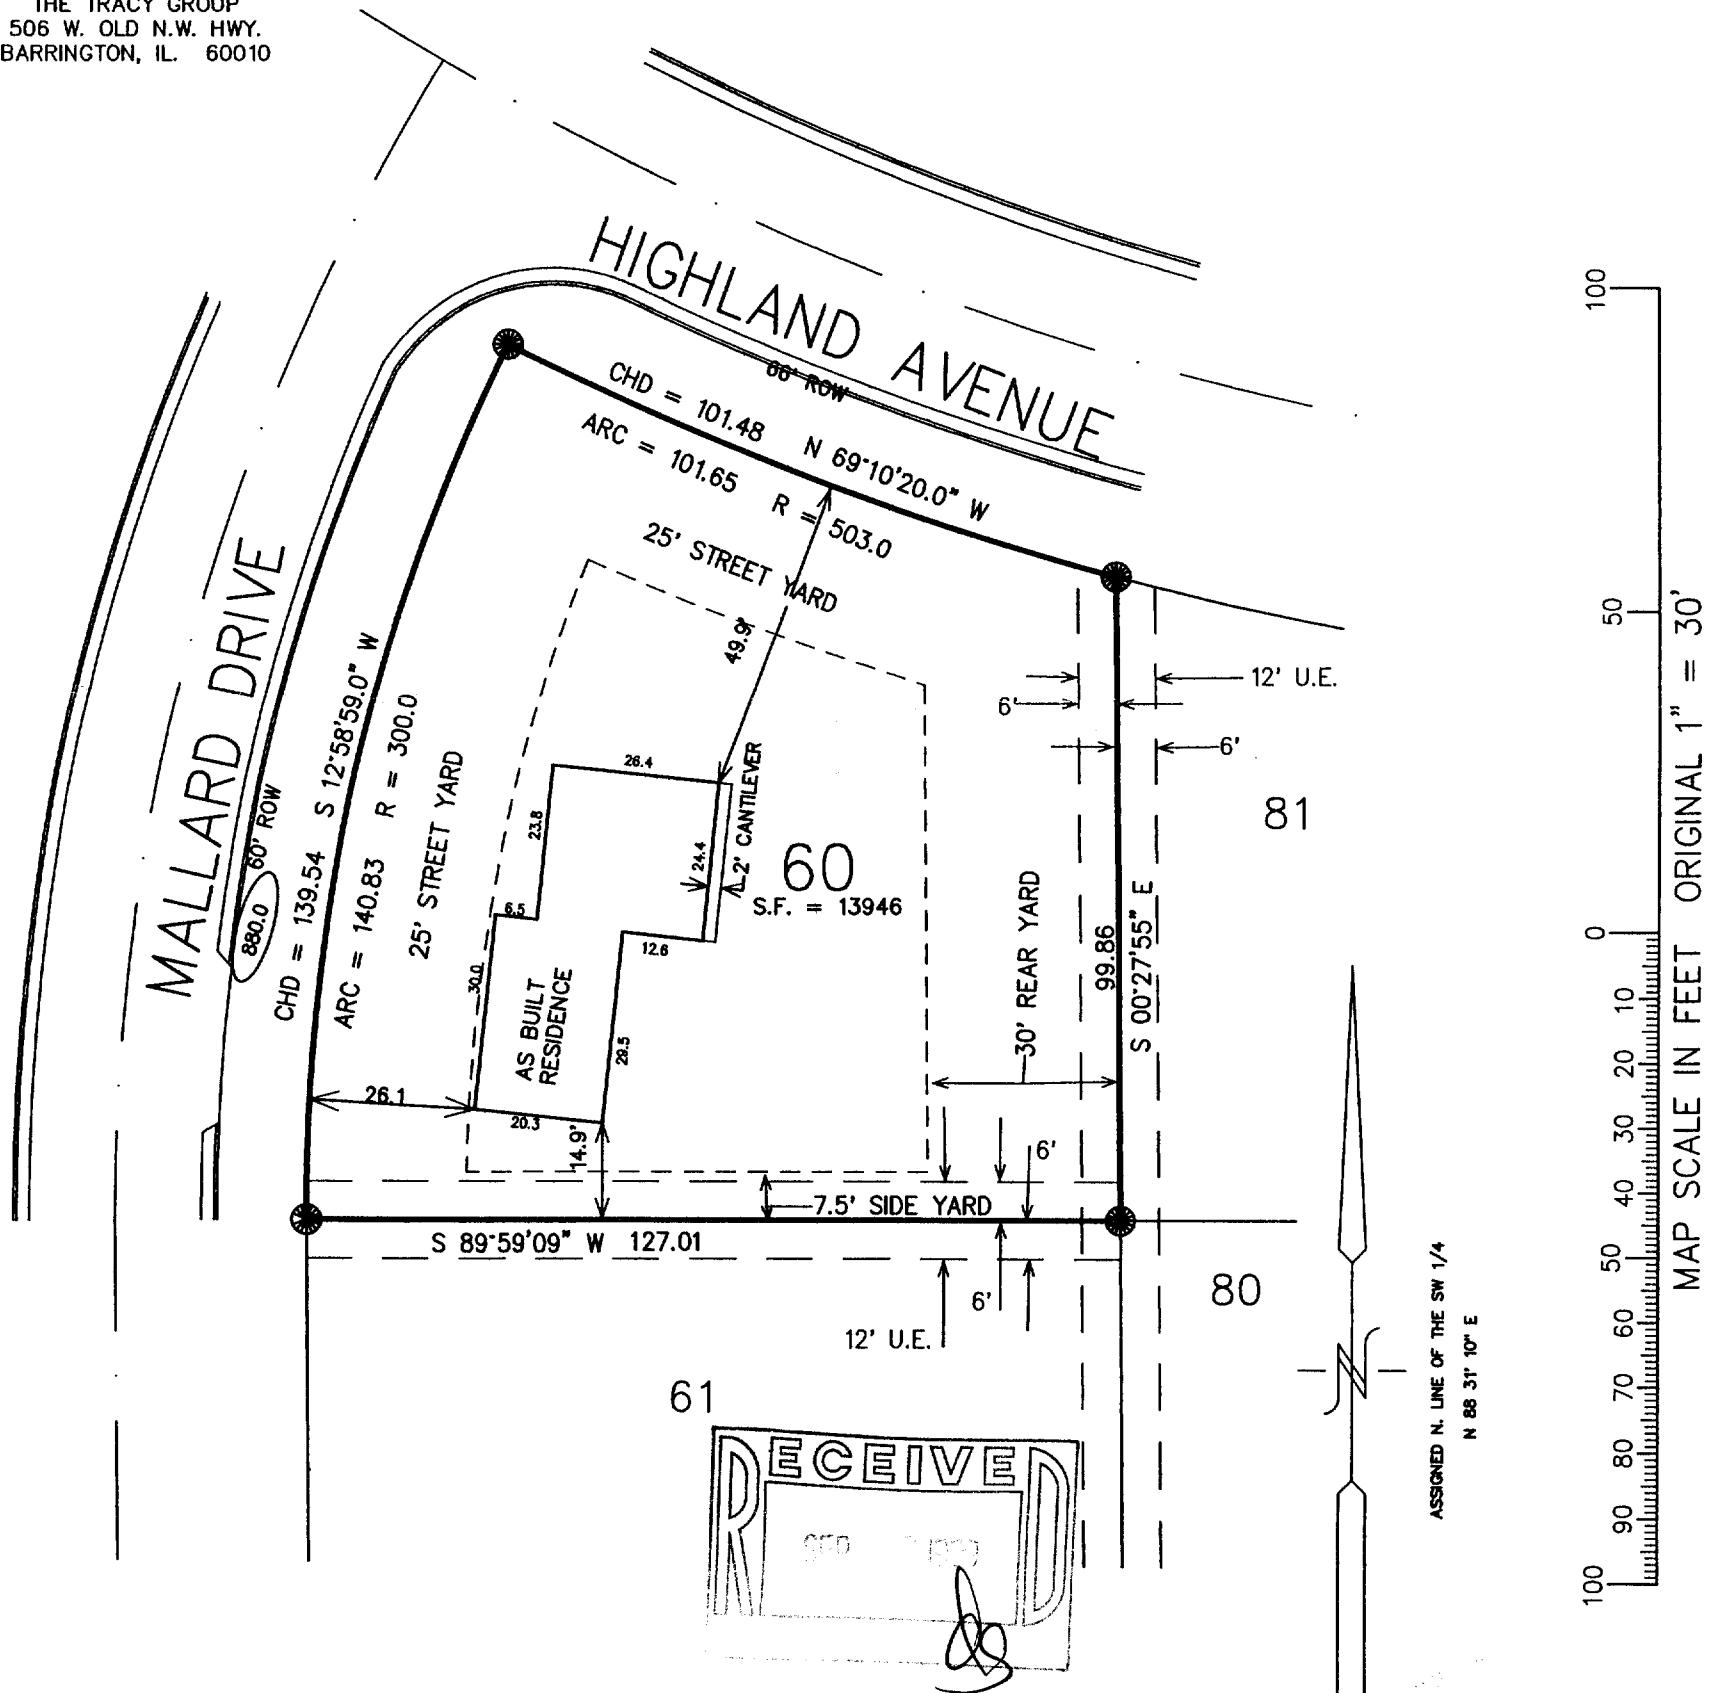 THE TRACY GROUP
506 W. OLD N.W. HWY.
BARRINGTON, IL. 60010
HIGHLAND AVENUE
66' ROW
CHD = 101.48 N 69°10'20.0" W
ARC = 101.65 R = 503.0
25' STREET YARD
49.9'
MALLARD DRIVE
60' ROW
880.0
CHD = 139.54 S 12°58'59.0" W
ARC = 140.83 R = 300.0
25' STREET YARD
12' U.E.
6'
6'
81
26.4
23.8
24.4
2' CANTILEVER
60
S.F. = 13946
6.5
12.6
30.0
AS BUILT
RESIDENCE
29.5
30' REAR YARD
99.86
S 00°27'55" E
26.1
20.3
14.9'
6'
7.5' SIDE YARD
S 89°59'09" W 127.01
6'
12' U.E.
80
61
RECEIVED
N
ASSIGNED N. LINE OF THE SW 1/4
N 88 31' 10" E
100
50
0
10
20
30
40
50
60
70
80
90
100
MAP SCALE IN FEET ORIGINAL 1" = 30'